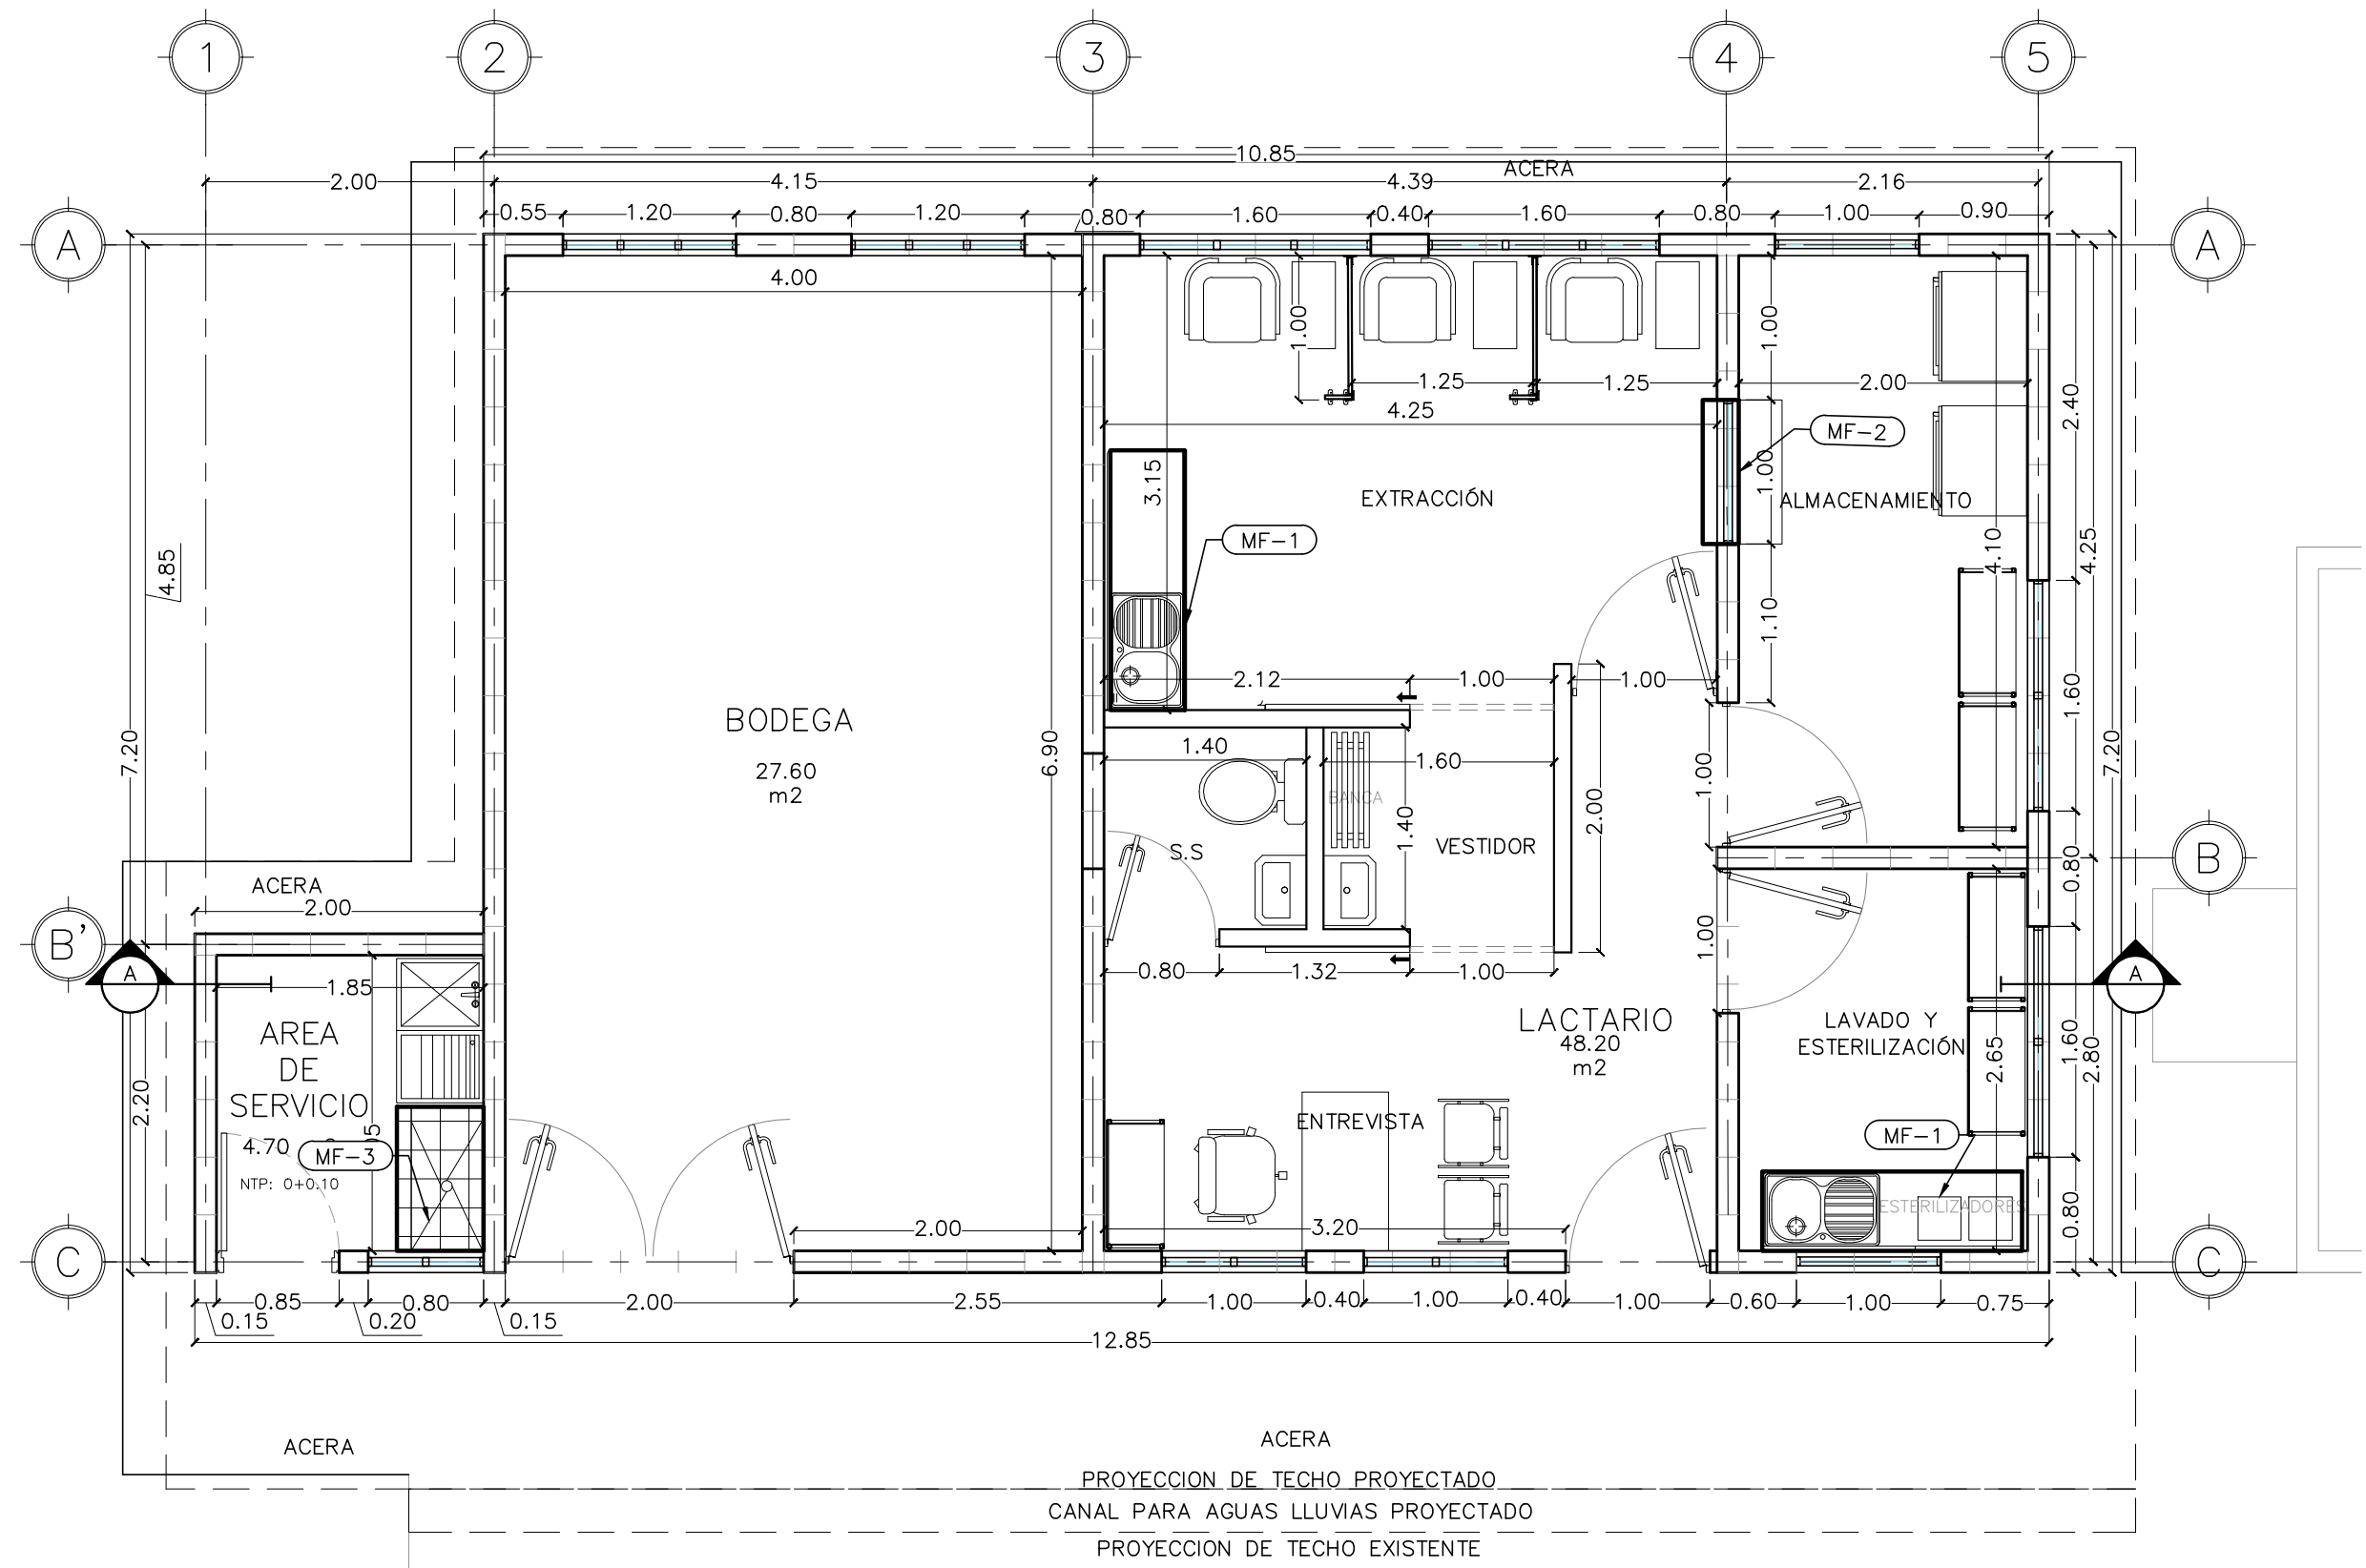 1
2
3
4
5
10.85
ACERA
2.00
4.15
4.39
2.16
0.55
1.20
0.80
1.20
0.80
1.60
0.40
1.60
0.80
1.00
0.90
A
A
4.00
1.00
1.00
1.25
1.25
2.00
4.25
2.40
MF-2
3.15
1.00
EXTRACCIÓN
ALMACENAMIENTO
MF-1
4.10
4.25
4.85
1.10
2.12
1.00
1.00
1.60
BODEGA
27.60
m2
6.90
7.20
7.20
1.40
1.60
1.00
BANCA
1.40
2.00
S.S
VESTIDOR
B
0.80
ACERA
2.00
B'
1.00
A
A
0.80
1.32
1.00
1.85
AREA
DE
SERVICIO
LACTARIO
48.20
m2
LAVADO Y
ESTERILIZACIÓN
2.65
1.60
2.80
2.20
ENTREVISTA
5
4.70
MF-3
MF-1
NTP: 0+0.10
ESTERILIZADORES
2.00
3.20
0.80
C
C
0.85
0.80
2.00
2.55
1.00
0.40
1.00
0.40
1.00
0.60
1.00
0.75
0.15
0.20
0.15
12.85
ACERA
ACERA
PROYECCION DE TECHO PROYECTADO
CANAL PARA AGUAS LLUVIAS PROYECTADO
PROYECCION DE TECHO EXISTENTE